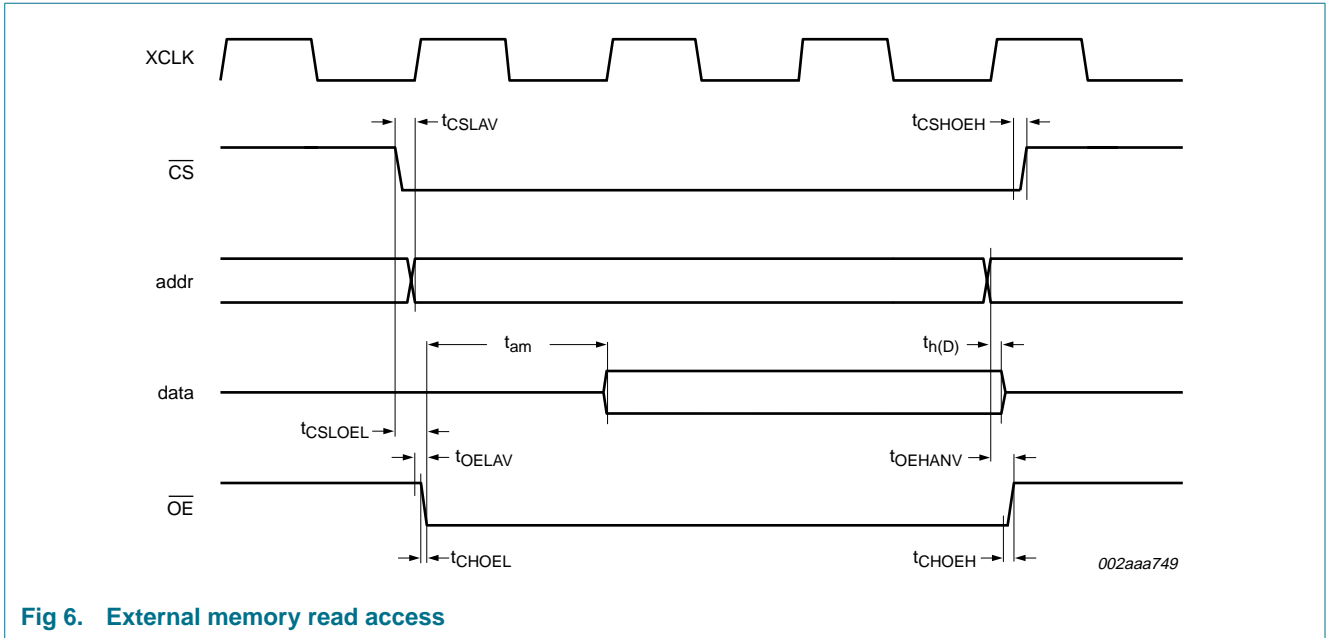 XCLK
tCSLAV
tCSHOEH
CS
addr
tam
th(D)
data
tCSLOEL
tOELAV
tOEHANV
OE
tCHOEL
tCHOEH
002aaa749
Fig 6. External memory read access